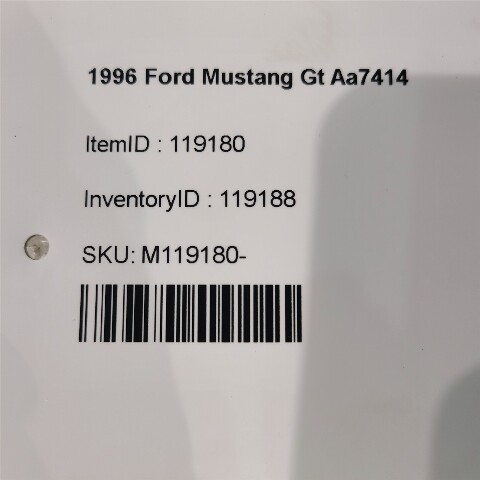 1996 Ford Mustang Gt Aa7414
ItemID : 119180
InventoryID : 119188
SKU: M119180-